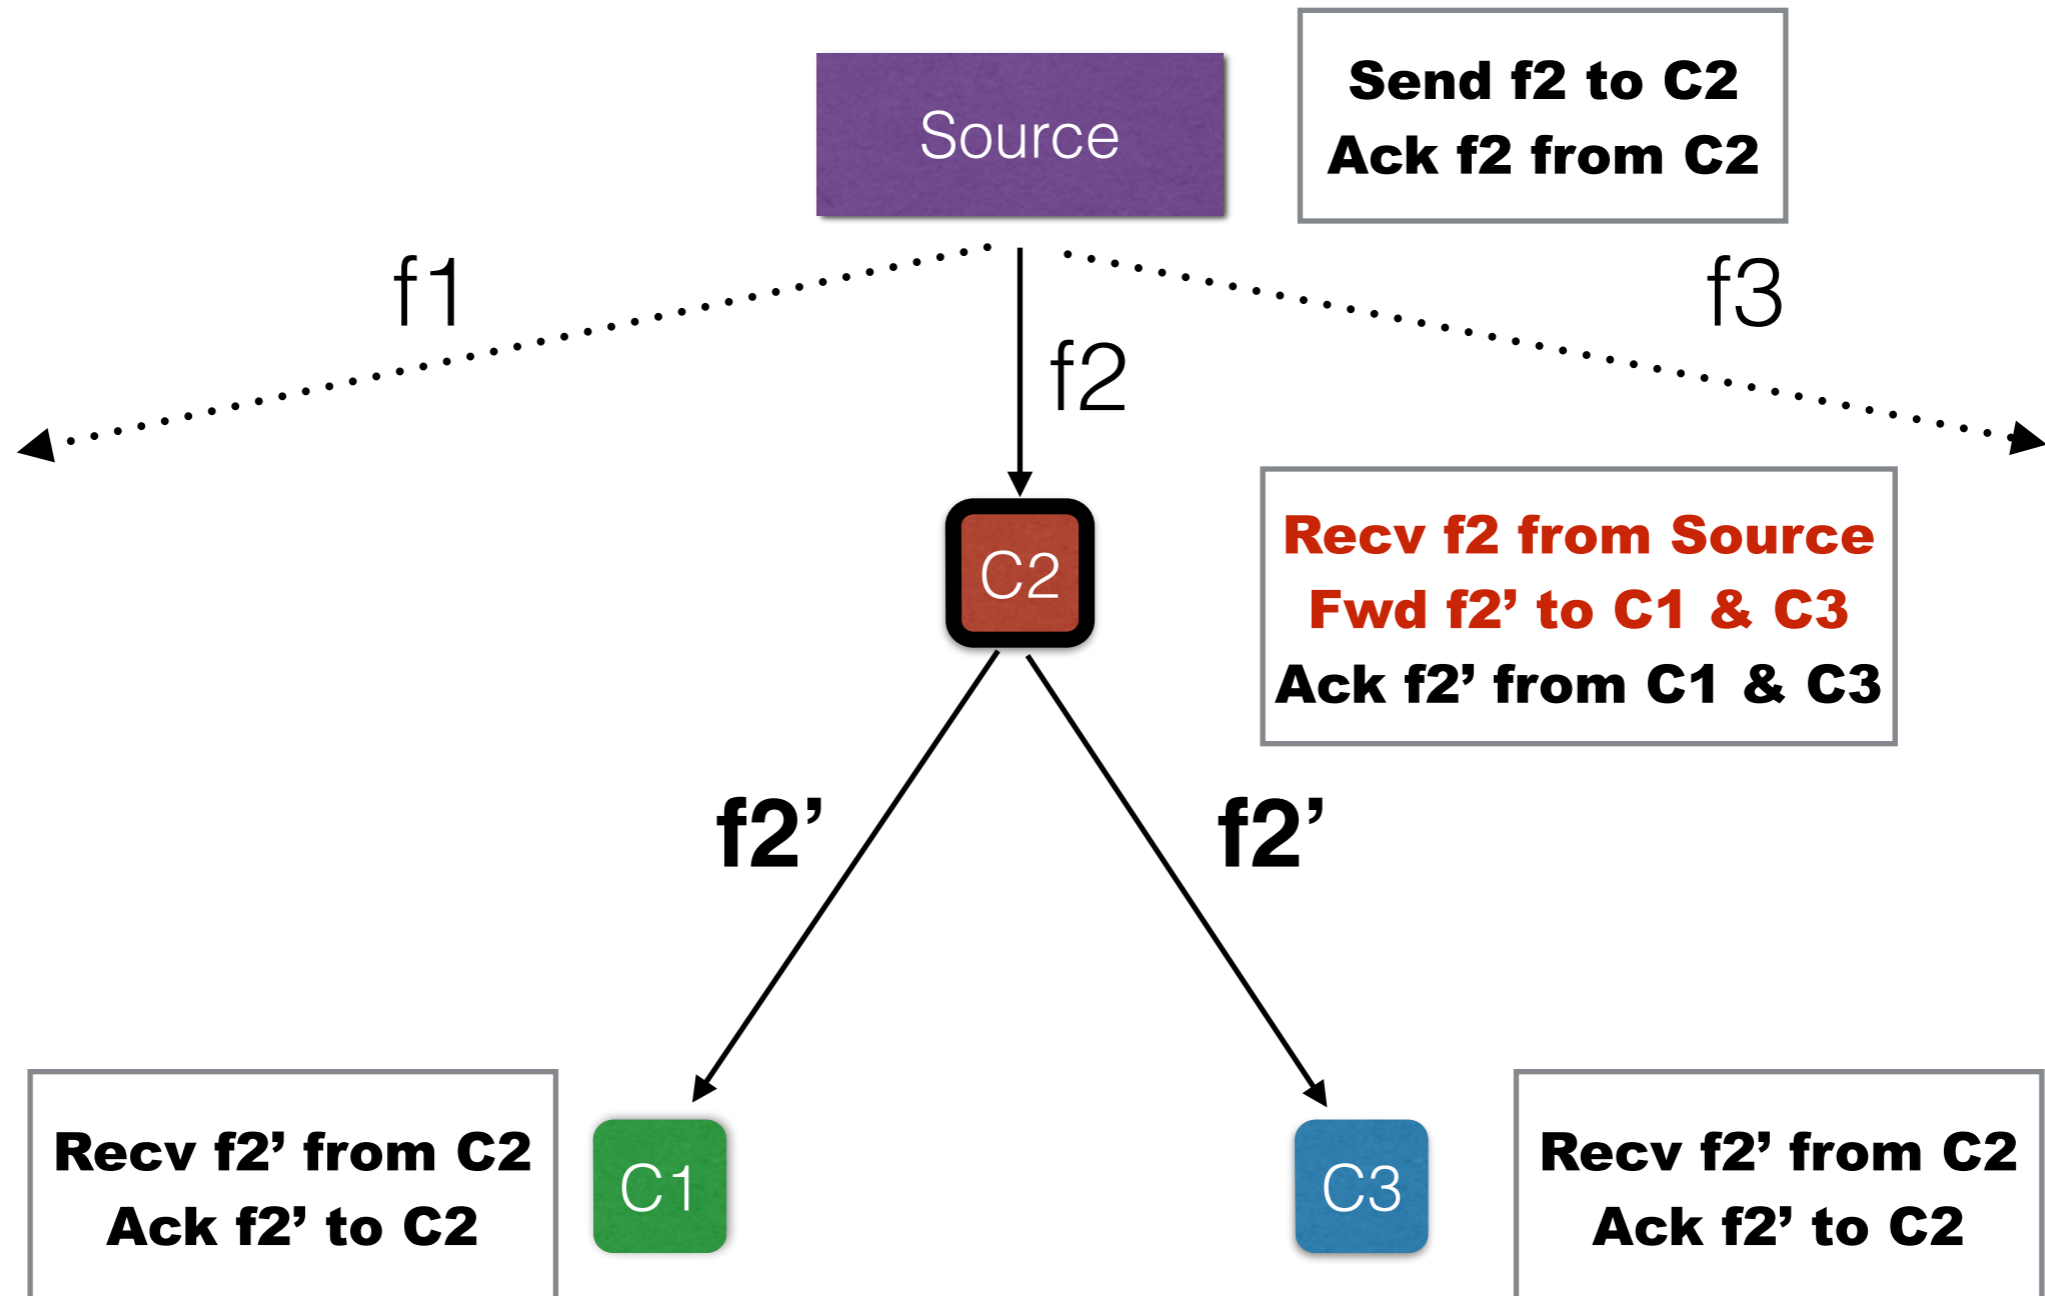 Source
Send f2 to C2
Ack f2 from C2
f1
f2
f3
C2
Recv f2 from Source
Fwd f2’ to C1 & C3
Ack f2’ from C1 & C3
f2’
f2’
Recv f2’ from C2
Ack f2’ to C2
C1
C3
Recv f2’ from C2
Ack f2’ to C2